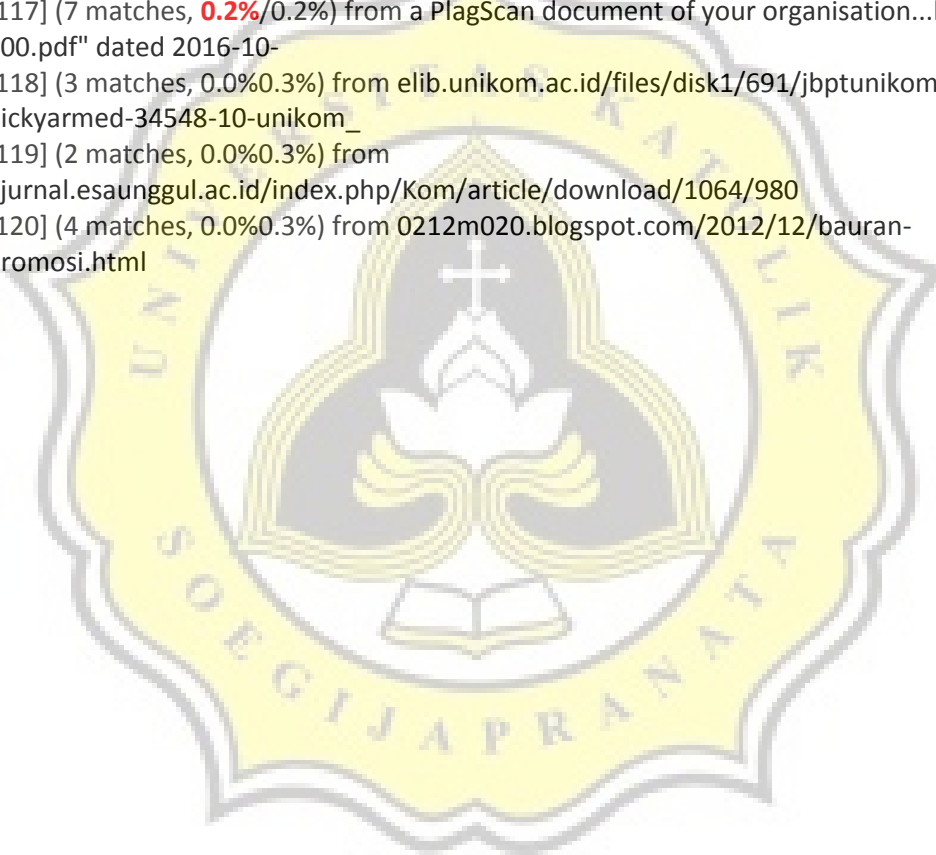 117] (7 matches, 0.2%/0.2%) from a PlagScan document of your organisation...
00.pdf" dated 2016-10-
118] (3 matches, 0.0%0.3%) from elib.unikom.ac.id/files/disk1/691/jbptunikom
ickyarmed-34548-10-unikom_
119] (2 matches, 0.0%0.3%) from
jurnal.esaunggul.ac.id/index.php/Kom/article/download/1064/980
120] (4 matches, 0.0%0.3%) from 0212m020.blogspot.com/2012/12/bauran-
romosi.html
UNIVERSITAS KATOLIK
SOEGIJAPRANATA